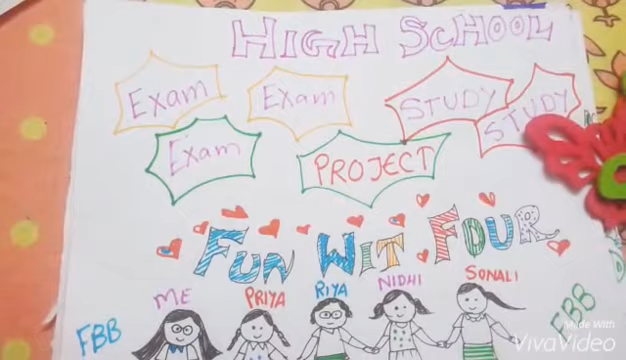 HIGH SCHOOL
Exam Exam STUDY STUDY
Exam PROJECT
FUN WIT FOUR
ME PRIYA RIYA NIDHI SONALI
FBB FBB
Made With
VivaVideo